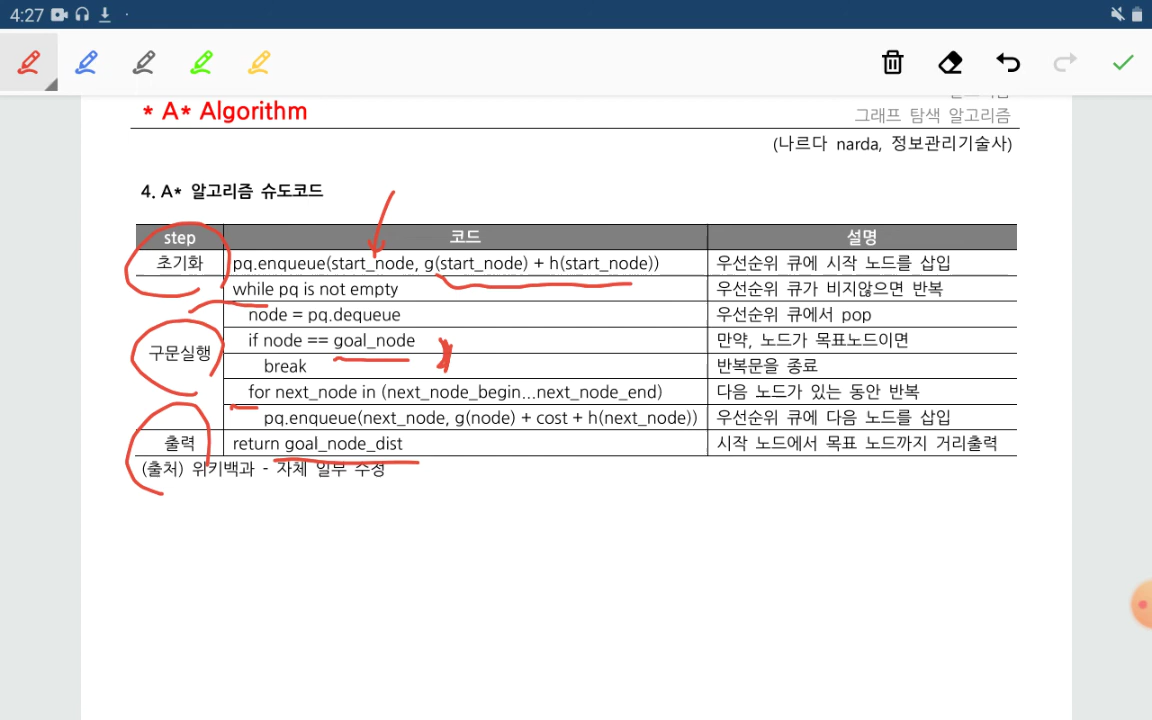 4:27
* A* Algorithm
그래프 탐색 알고리즘
(나르다 narda, 정보관리기술사)
4. A* 알고리즘 슈도코드
step 코드 설명
초기화 pq.enqueue(start_node, g(start_node) + h(start_node)) 우선순위 큐에 시작 노드를 삽입
while pq is not empty 우선순위 큐가 비지않으면 반복
node = pq.dequeue 우선순위 큐에서 pop
if node == goal_node 만약, 노드가 목표노드이면
구문실행
break 반복문을 종료
for next_node in (next_node_begin...next_node_end) 다음 노드가 있는 동안 반복
pq.enqueue(next_node, g(node) + cost + h(next_node)) 우선순위 큐에 다음 노드를 삽입
출력 return goal_node_dist 시작 노드에서 목표 노드까지 거리출력
(출처) 위키백과 - 자체 일부 수정